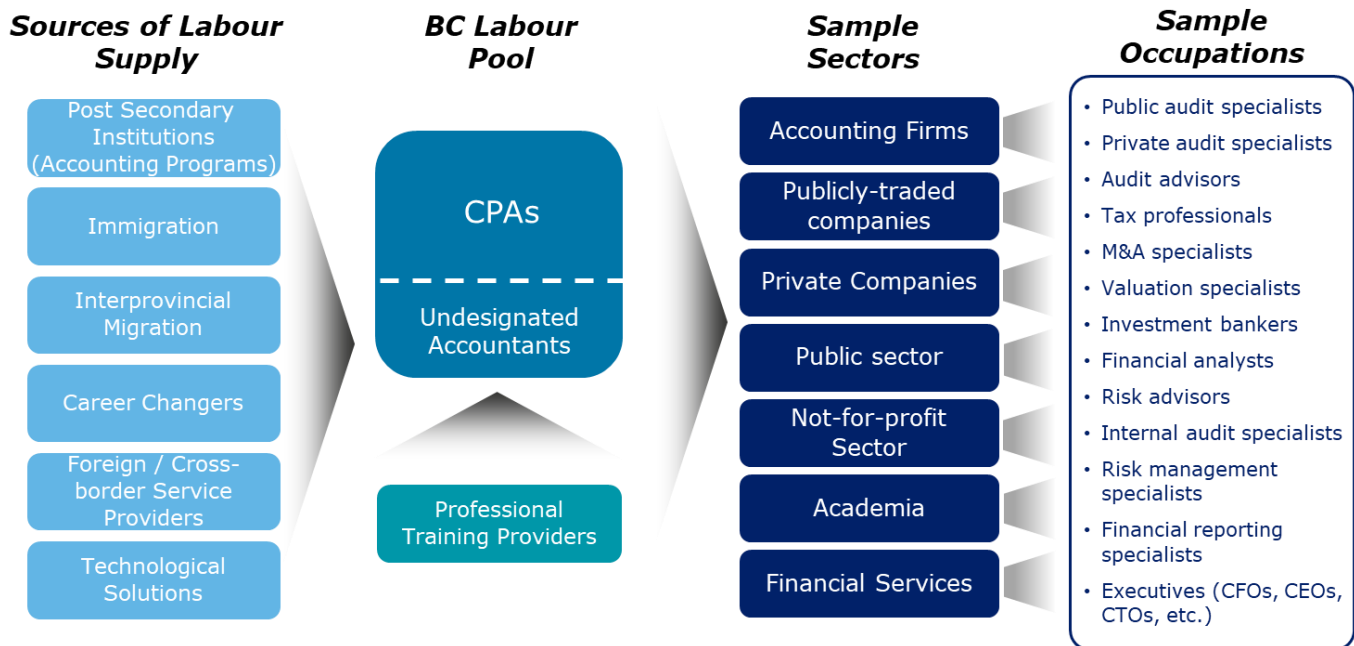 Sources of Labour
Supply
BC Labour
Pool
Sample
Sectors
Sample
Occupations
Post Secondary
Institutions
(Accounting Programs)
Immigration
Interprovincial
Migration
Career Changers
Foreign / Cross-
border Service
Providers
Technological
Solutions
CPAs
Undesignated
Accountants
Professional
Training Providers
Accounting Firms
Publicly-traded
companies
Private Companies
Public sector
Not-for-profit
Sector
Academia
Financial Services
• Public audit specialists
• Private audit specialists
• Audit advisors
• Tax professionals
• M&A specialists
• Valuation specialists
• Investment bankers
• Financial analysts
• Risk advisors
• Internal audit specialists
• Risk management
specialists
• Financial reporting
specialists
• Executives (CFOs, CEOs,
CTOs, etc.)